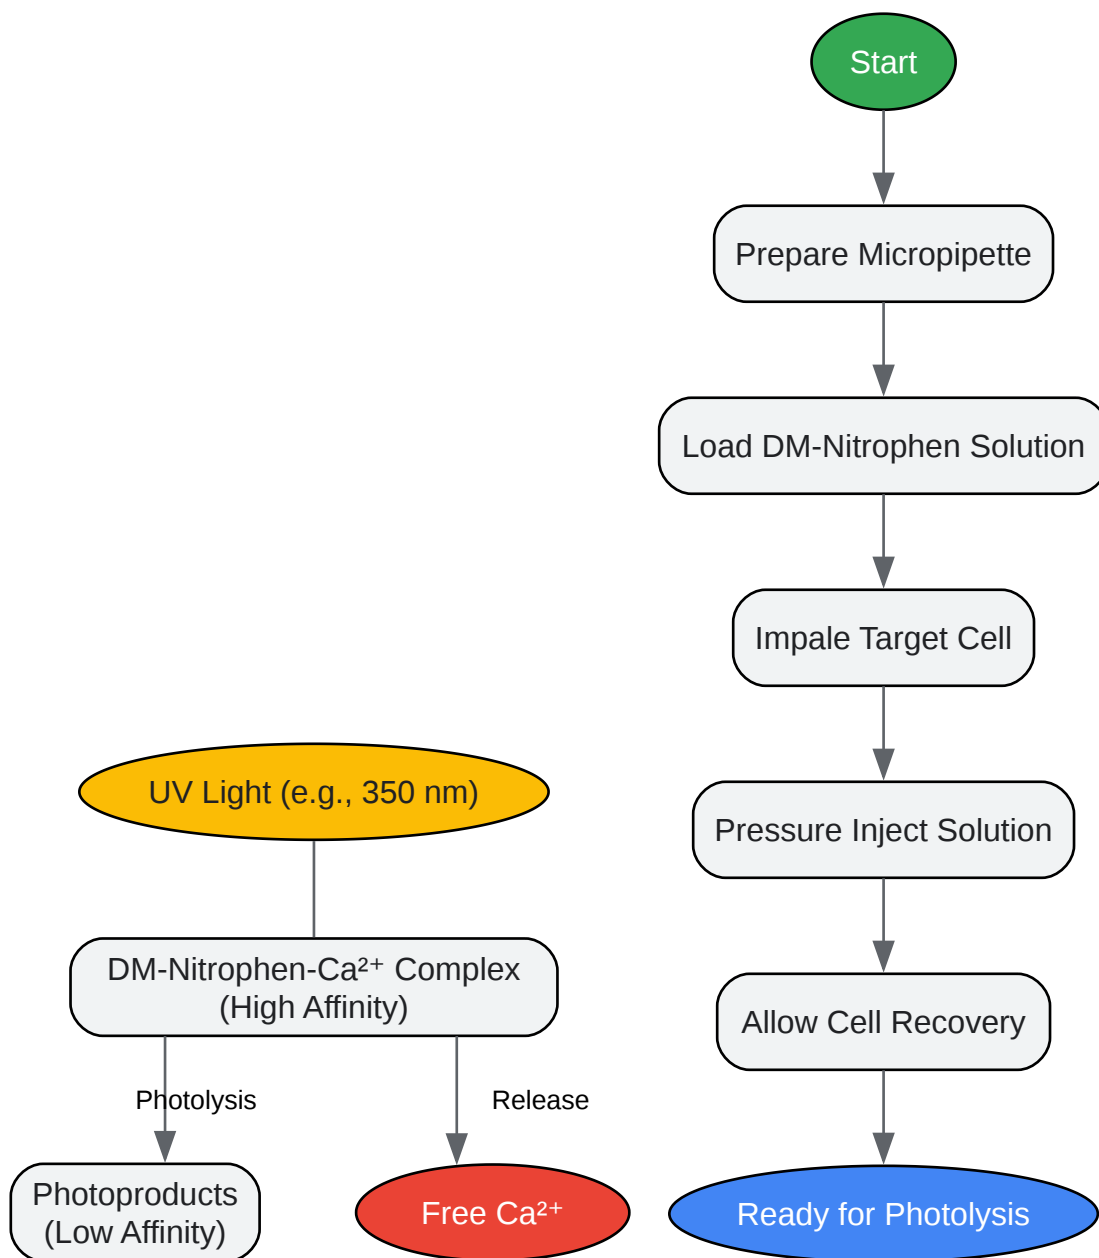 Start
Prepare Micropipette
Load DM-Nitrophen Solution
Impale Target Cell
Pressure Inject Solution
Allow Cell Recovery
Ready for Photolysis
UV Light (e.g., 350 nm)
DM-Nitrophen-Ca²⁺ Complex
(High Affinity)
Photolysis
Release
Photoproducts
(Low Affinity)
Free Ca²⁺